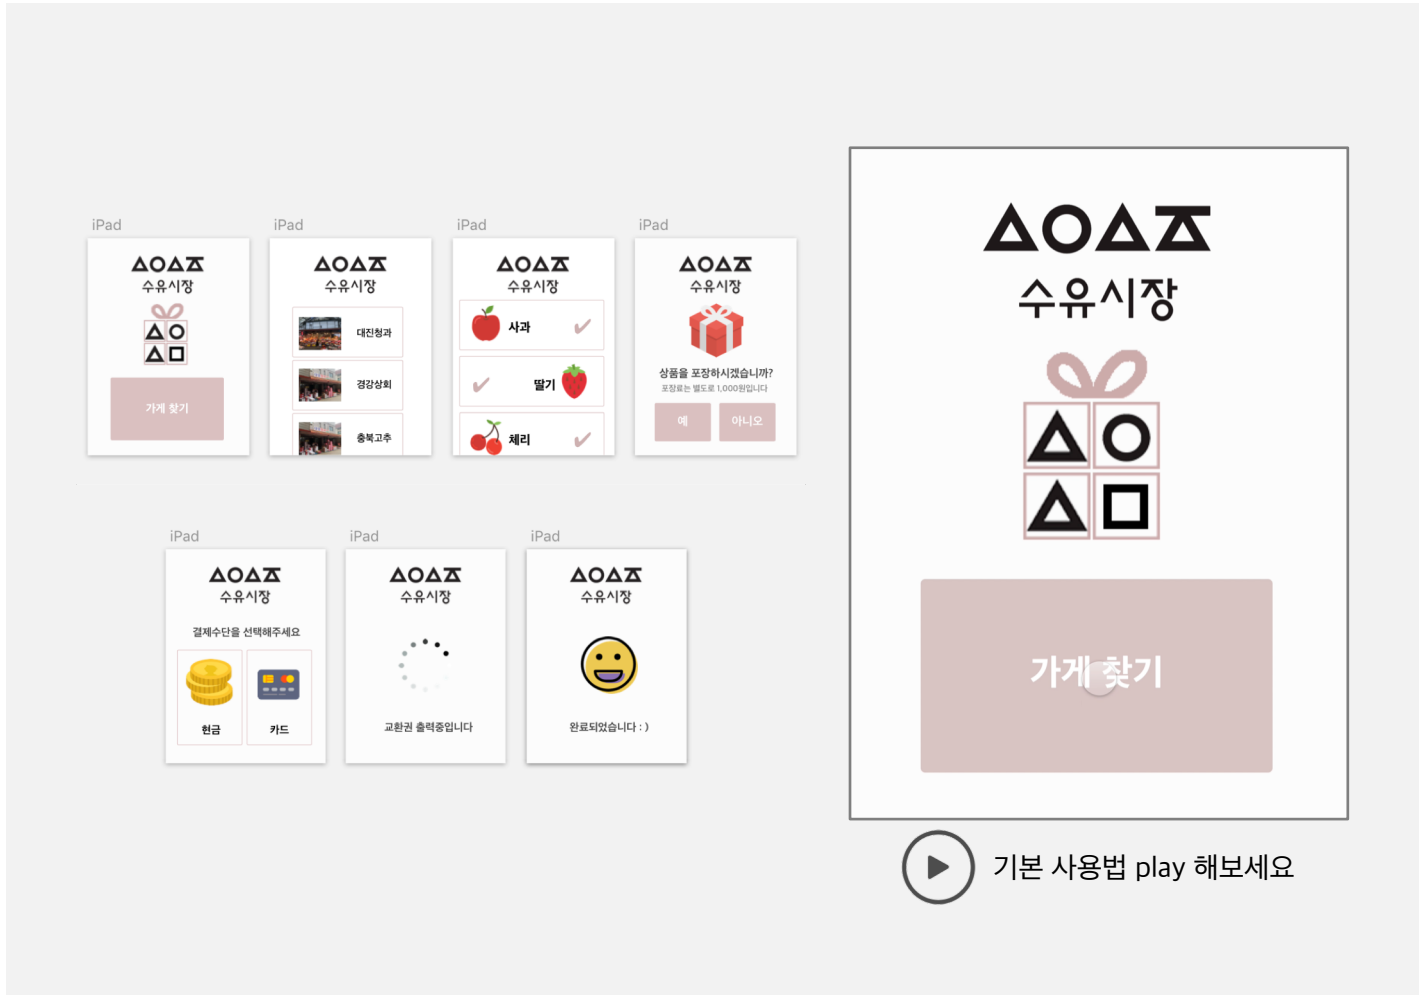 iPad
수유시장
가게 찾기
iPad
수유시장
대진청과
경강상회
충북고추
iPad
수유시장
사과
딸기
체리
iPad
수유시장
상품을 포장하시겠습니까?
포장료는 별도로 1,000원입니다
예
아니오
iPad
수유시장
결제수단을 선택해주세요
현금
카드
iPad
수유시장
교환권 출력중입니다
iPad
수유시장
완료되었습니다 : )
수유시장
가게 찾기
기본 사용법 play 해보세요